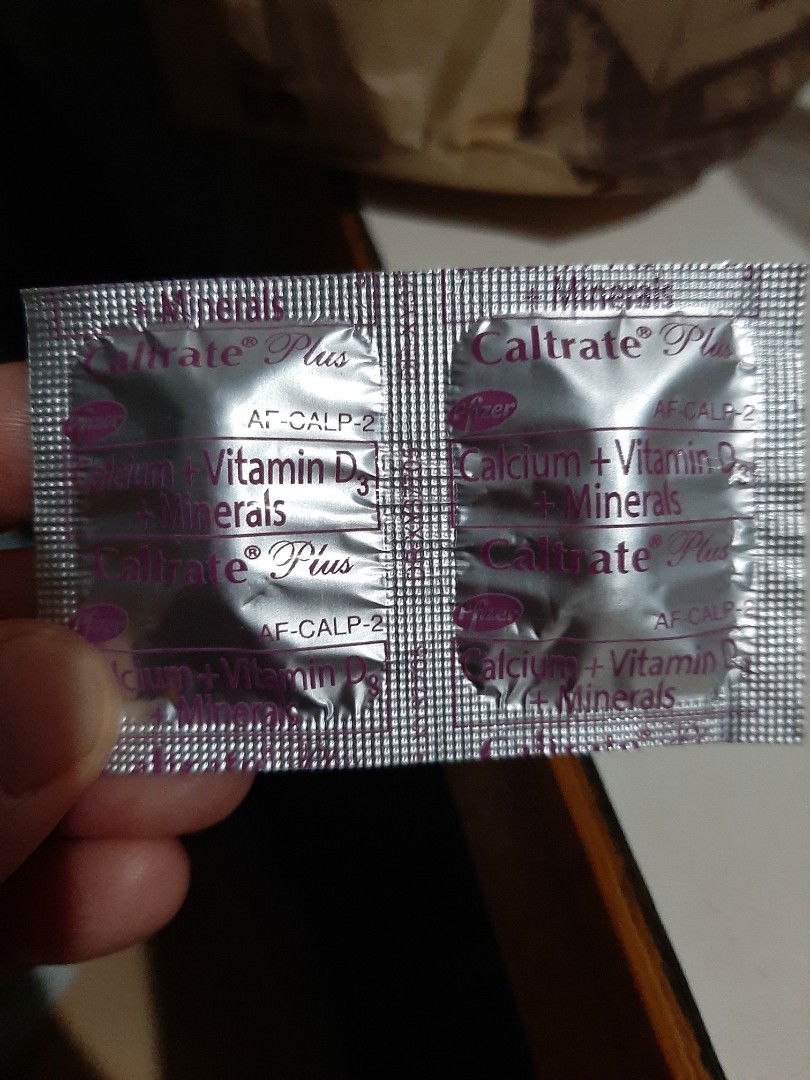 + Minerals
Caltrate® Plus
Pfizer
AF-CALP-2
Calcium + Vitamin D3
+ Minerals
Caltrate® Plus
Pfizer
AF-CALP-2
Calcium + Vitamin D3
+ Minerals
+ Minerals
Caltrate® Plus
Pfizer
AF-CALP-2
Calcium + Vitamin D3
+ Minerals
Caltrate® Plus
Pfizer
AF-CALP-2
Calcium + Vitamin D3
+ Minerals